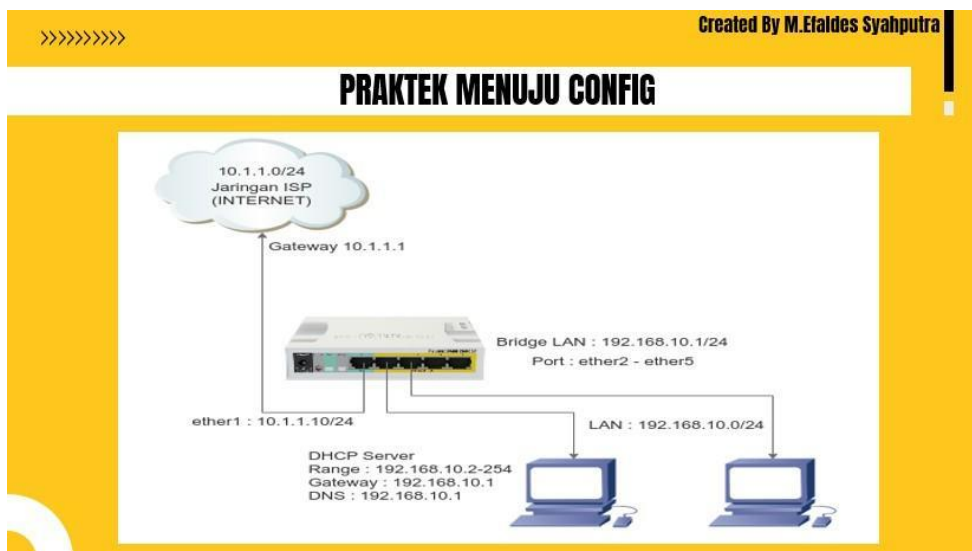 >>>>>>>>>>
Created By M.Efaldes Syahputra
PRAKTEK MENUJU CONFIG
10.1.1.0/24
Jaringan ISP
(INTERNET)
Gateway 10.1.1.1
Bridge LAN : 192.168.10.1/24
Port : ether2 - ether5
ether1 : 10.1.1.10/24
LAN : 192.168.10.0/24
DHCP Server
Range : 192.168.10.2-254
Gateway : 192.168.10.1
DNS : 192.168.10.1